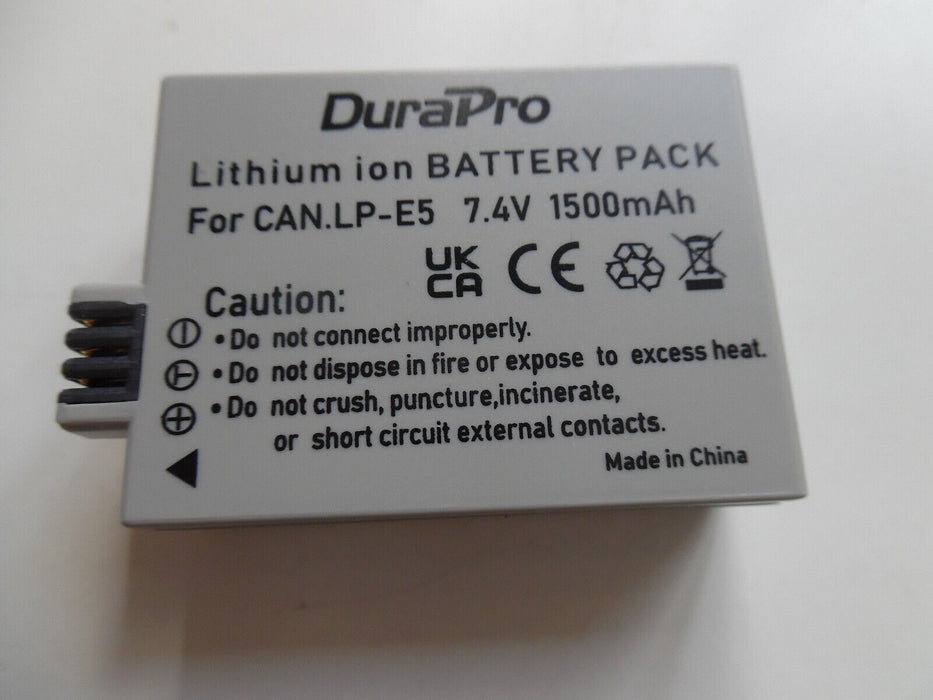 DuraPro
Lithium ion BATTERY PACK
For CAN.LP-E5 7.4V 1500mAh
UK
CA
CE
Caution:
•Do not connect improperly.
•Do not dispose in fire or expose to excess heat.
•Do not crush, puncture,incinerate,
or short circuit external contacts.
Made in China